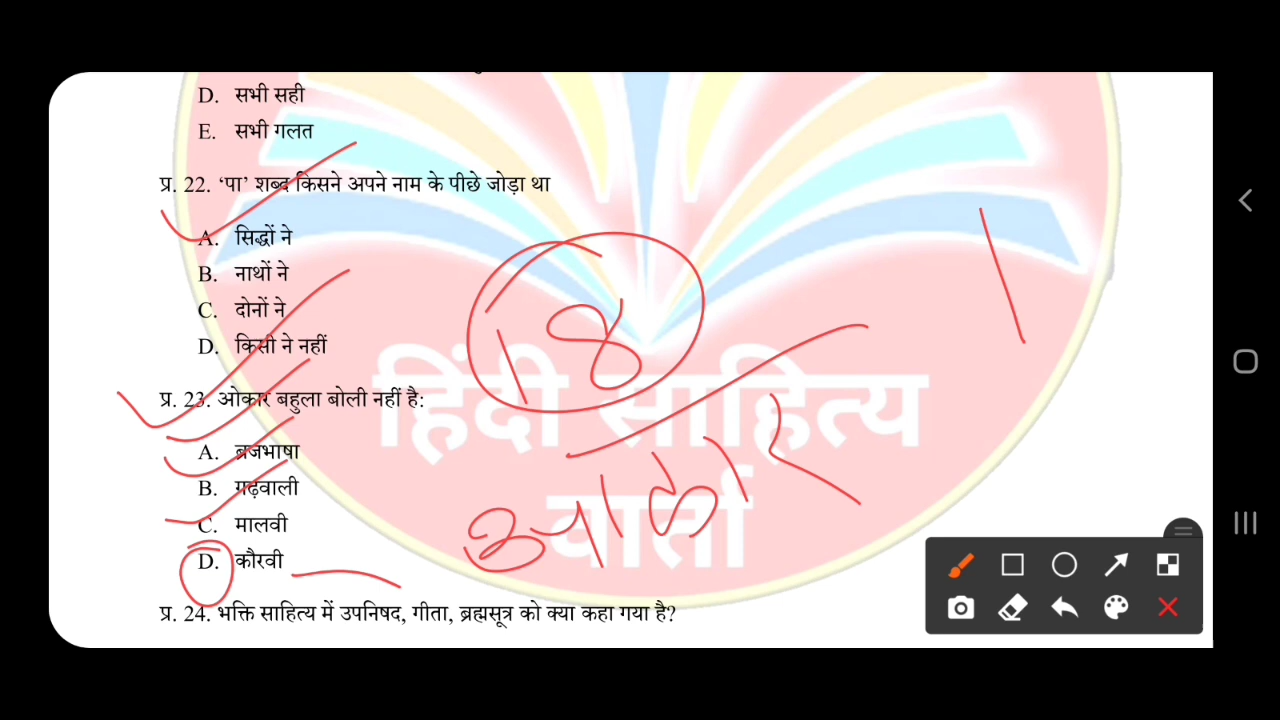 D. सभी सही
E. सभी गलत
प्र. 22. ‘पा’ शब्द किसने अपने नाम के पीछे जोड़ा था
A. सिद्धों ने
B. नाथों ने
C. दोनों ने
D. किसी ने नहीं
18
प्र. 23. ओकार बहुला बोली नहीं है:
हिंदी साहित्य
A. ब्रजभाषा
B. गढ़वाली
C. मालवी
वार्ता
आकार
D. कौरवी
प्र. 24. भक्ति साहित्य में उपनिषद, गीता, ब्रह्मसूत्र को क्या कहा गया है?